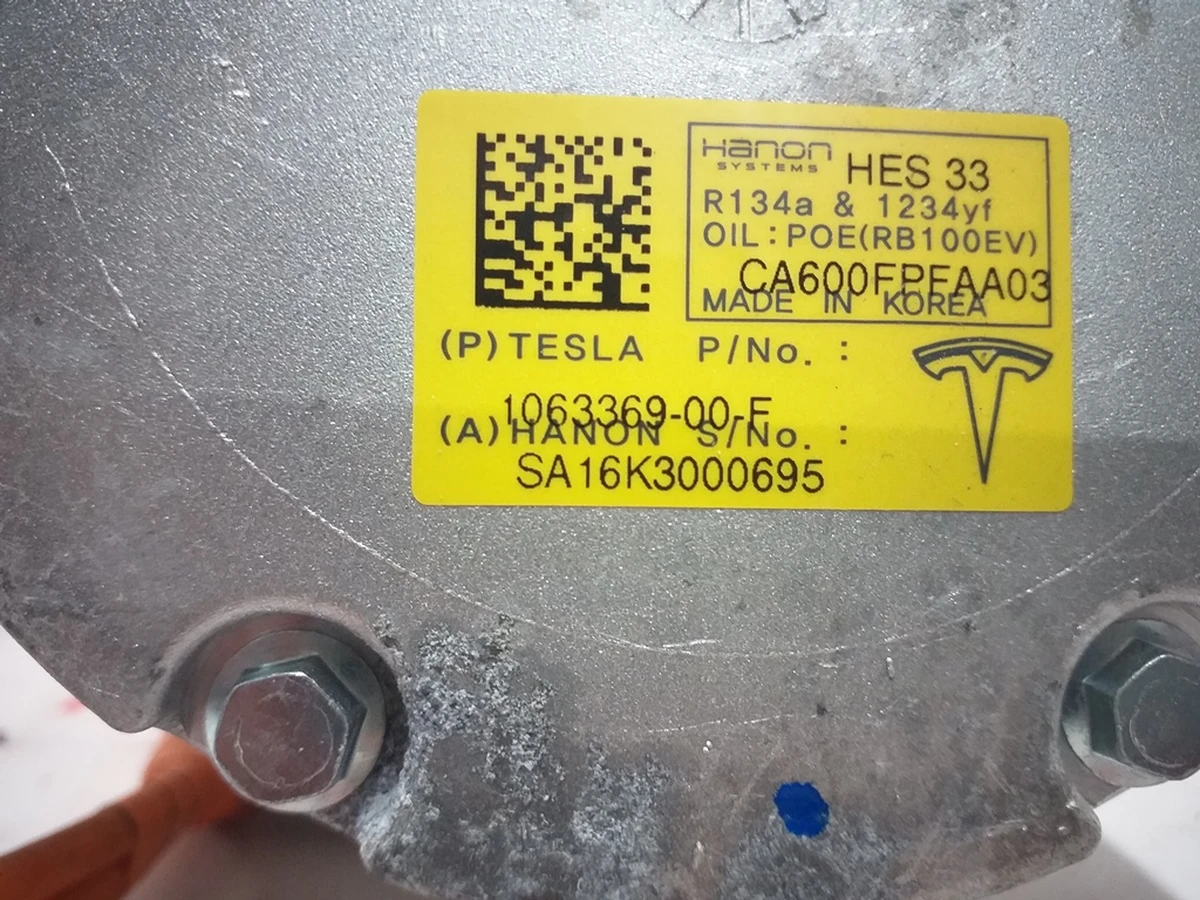 Hanon
SYSTEMS
HES 33
R134a & 1234yf
OIL : POE(RB100EV)
CA600FPFAA03
MADE IN KOREA
(P) TESLA P/No. :
1063369-00-F
(A) HANON S/No. :
SA16K3000695